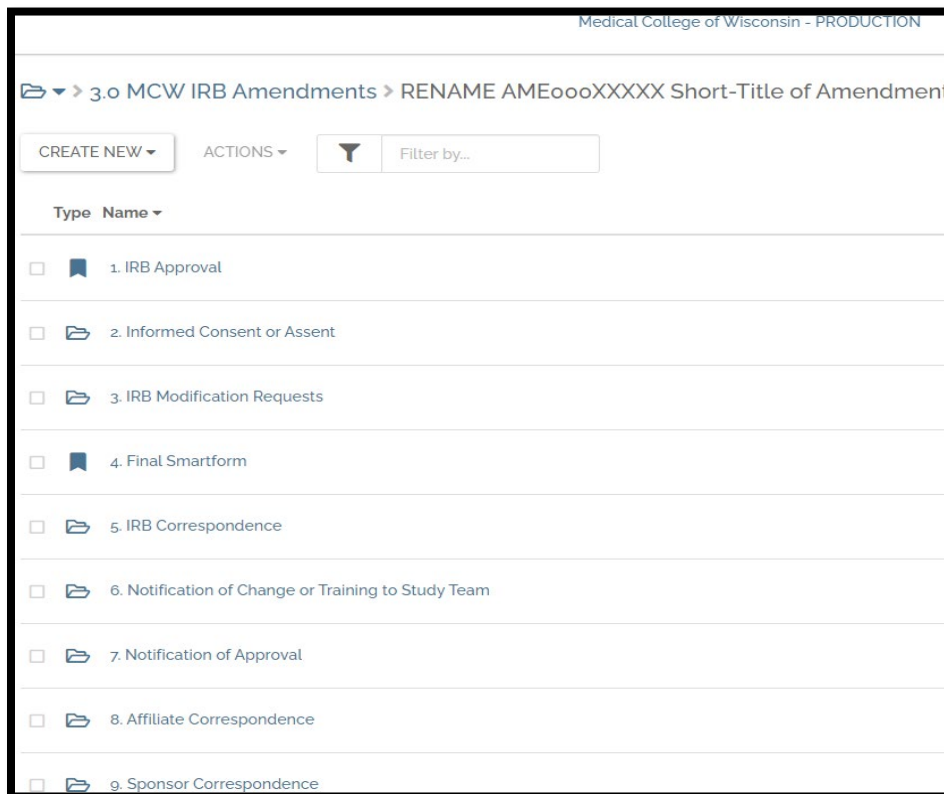 Medical College of Wisconsin - PRODUCTION
> 3.0 MCW IRB Amendments > RENAME AME000XXXXX Short-Title of Amendment
CREATE NEW ACTIONS Filter by...
Type Name
1. IRB Approval
2. Informed Consent or Assent
3. IRB Modification Requests
4. Final Smartform
5. IRB Correspondence
6. Notification of Change or Training to Study Team
7. Notification of Approval
8. Affiliate Correspondence
9. Sponsor Correspondence